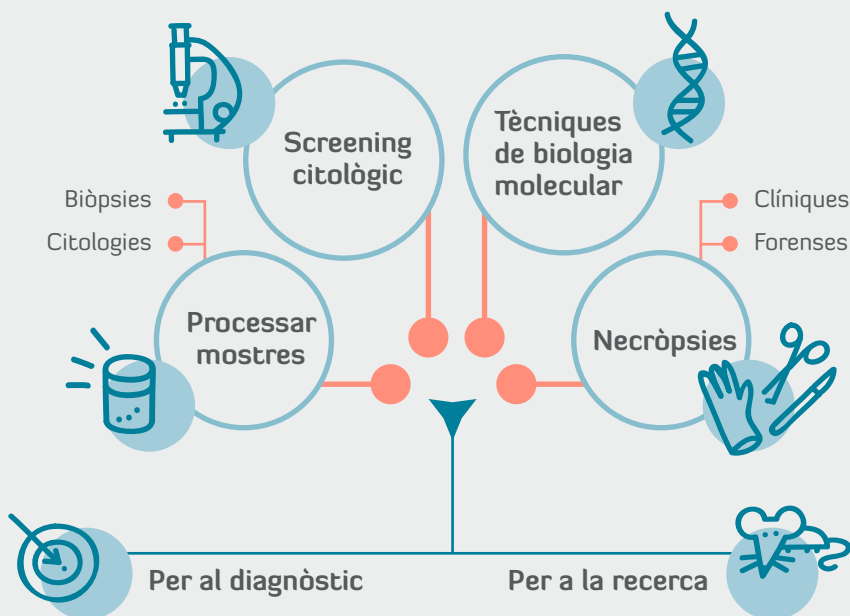 Screening
citològic
Tècniques
de biologia
molecular
Biòpsies
Citologies
Clíniques
Forenses
Processar
mostres
Necròpsies
Per al diagnòstic
Per a la recerca